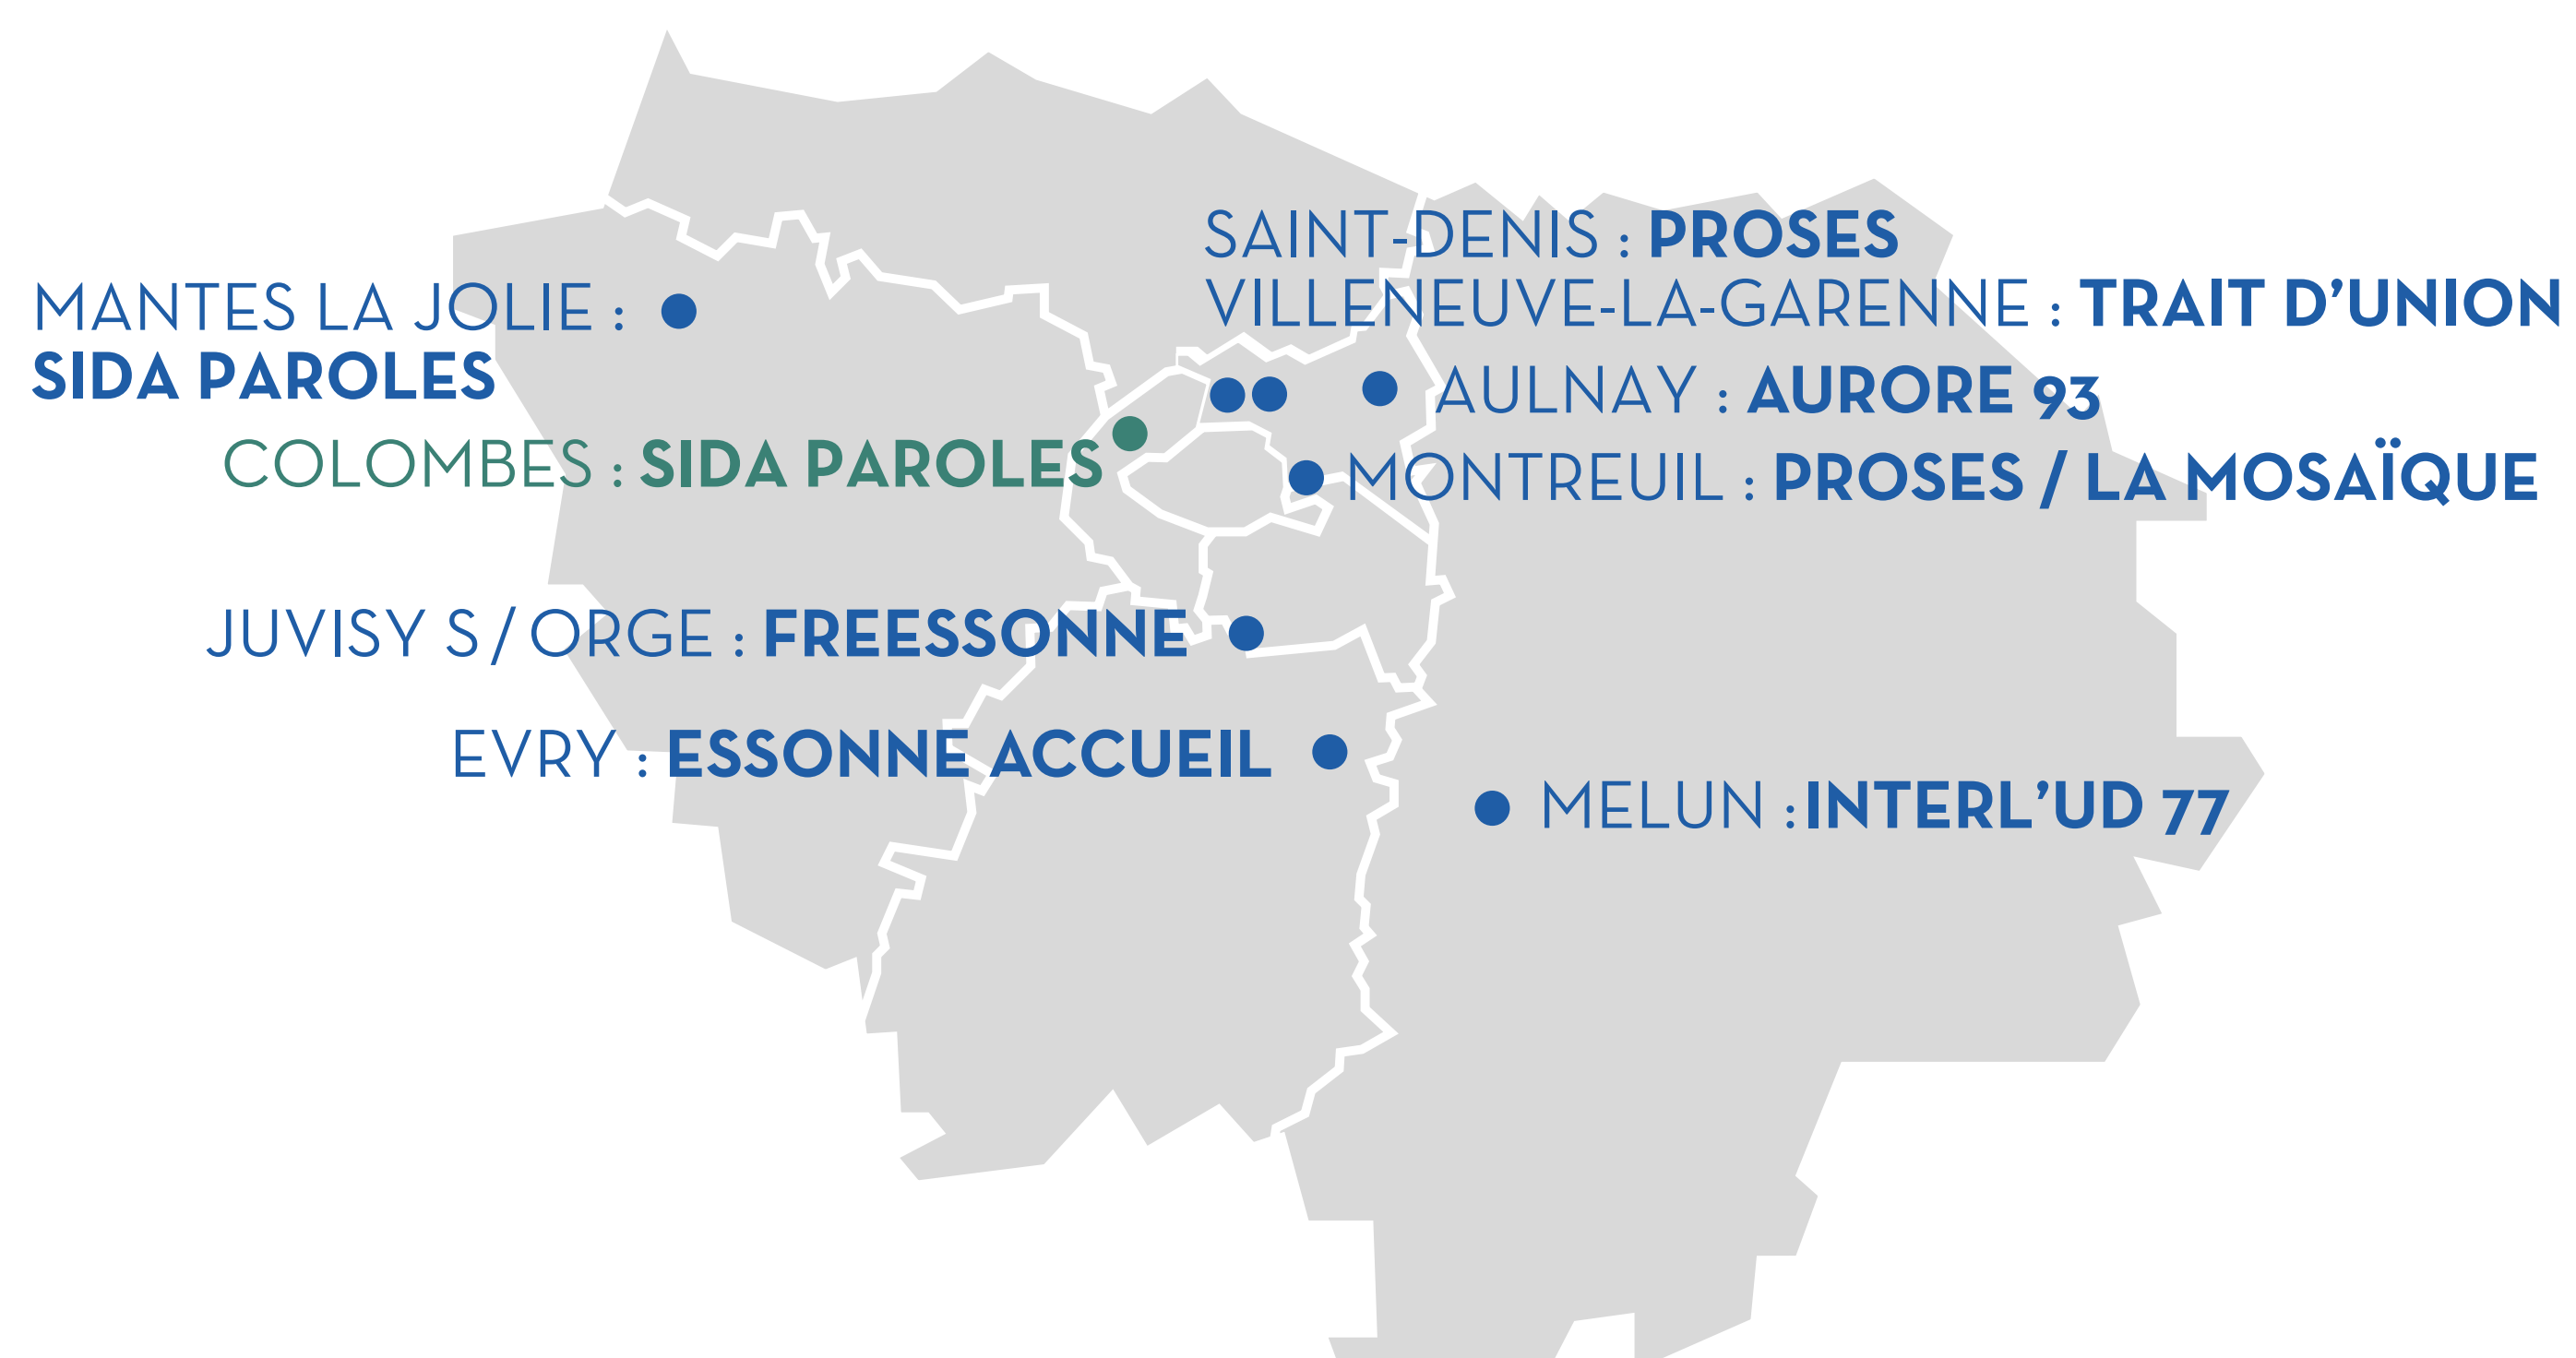 SAINT-DENIS : PROSES
VILLENEUVE-LA-GARENNE : TRAIT D’UNION
MANTES LA JOLIE :
SIDA PAROLES
AULNAY : AURORE 93
COLOMBES : SIDA PAROLES
MONTREUIL : PROSES / LA MOSAÏQUE
JUVISY S/ORGE : FREESSONNE
EVRY : ESSONNE ACCUEIL
MELUN :INTERL’UD 77